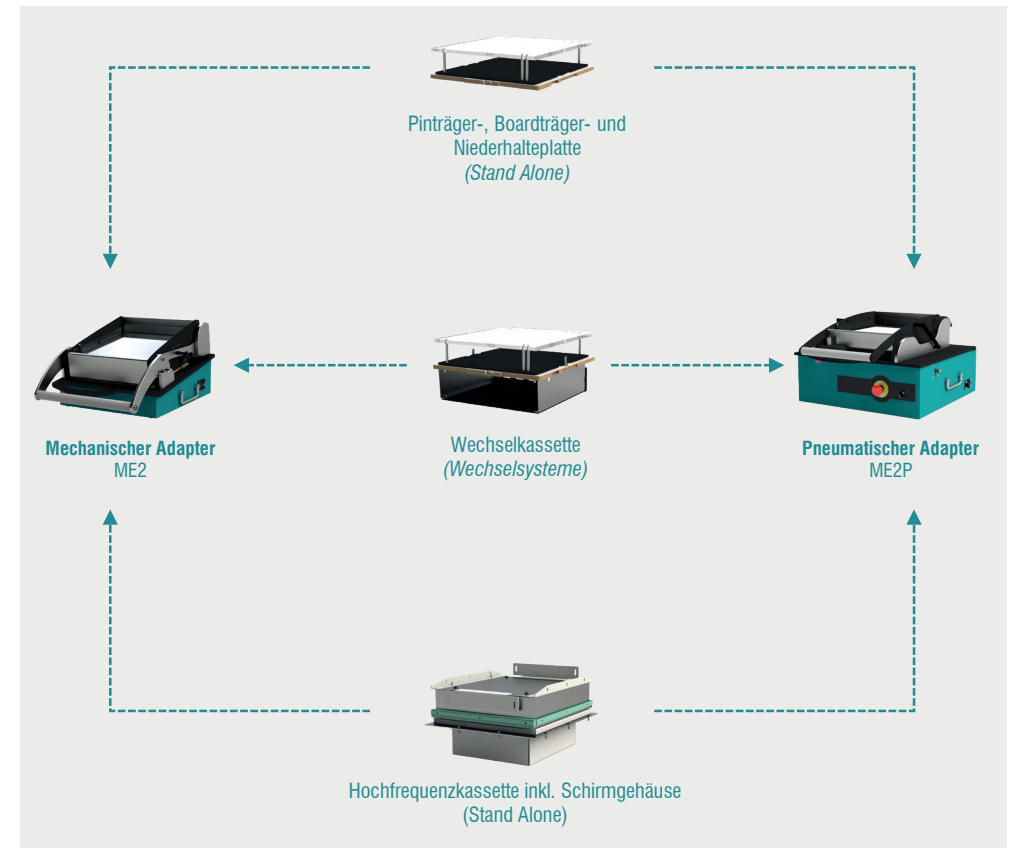 Pinträger-, Boardträger- und
Niederhalteplatte
(Stand Alone)
Mechanischer Adapter
ME2
Wechselkassette
(Wechselsysteme)
Pneumatischer Adapter
ME2P
Hochfrequenzkassette inkl. Schirmgehäuse
(Stand Alone)